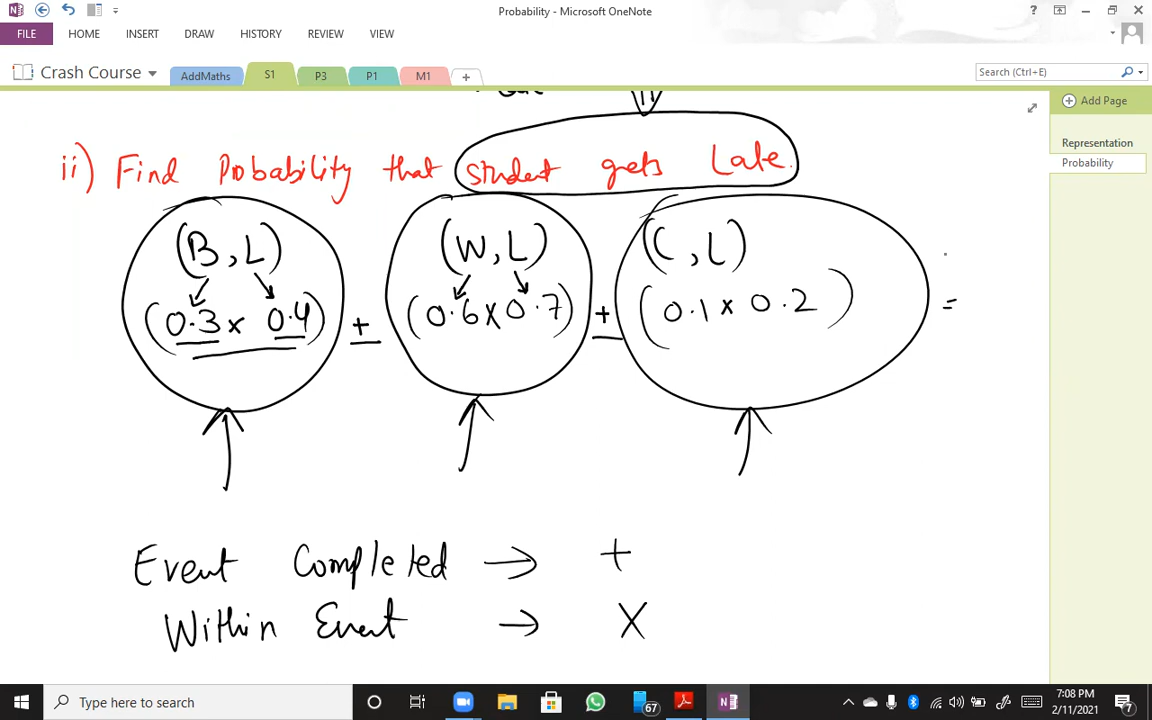 Probability - Microsoft OneNote
FILE HOME INSERT DRAW HISTORY REVIEW VIEW
Crash Course AddMaths S1 P3 P1 M1 + Search (Ctrl+E)
Add Page
Representation
Probability
ii) Find Probability that student gets Late.
(B,L) (W,L) (C,L)
(0.3 x 0.4) + (0.6 x 0.7) + (0.1 x 0.2) =
Event Completed → +
Within Event → X
Type here to search
67
7:08 PM
2/11/2021
7